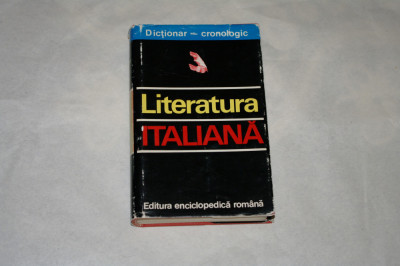 Dicționar - cronologic
Literatura
ITALIANĂ
Editura enciclopedică română